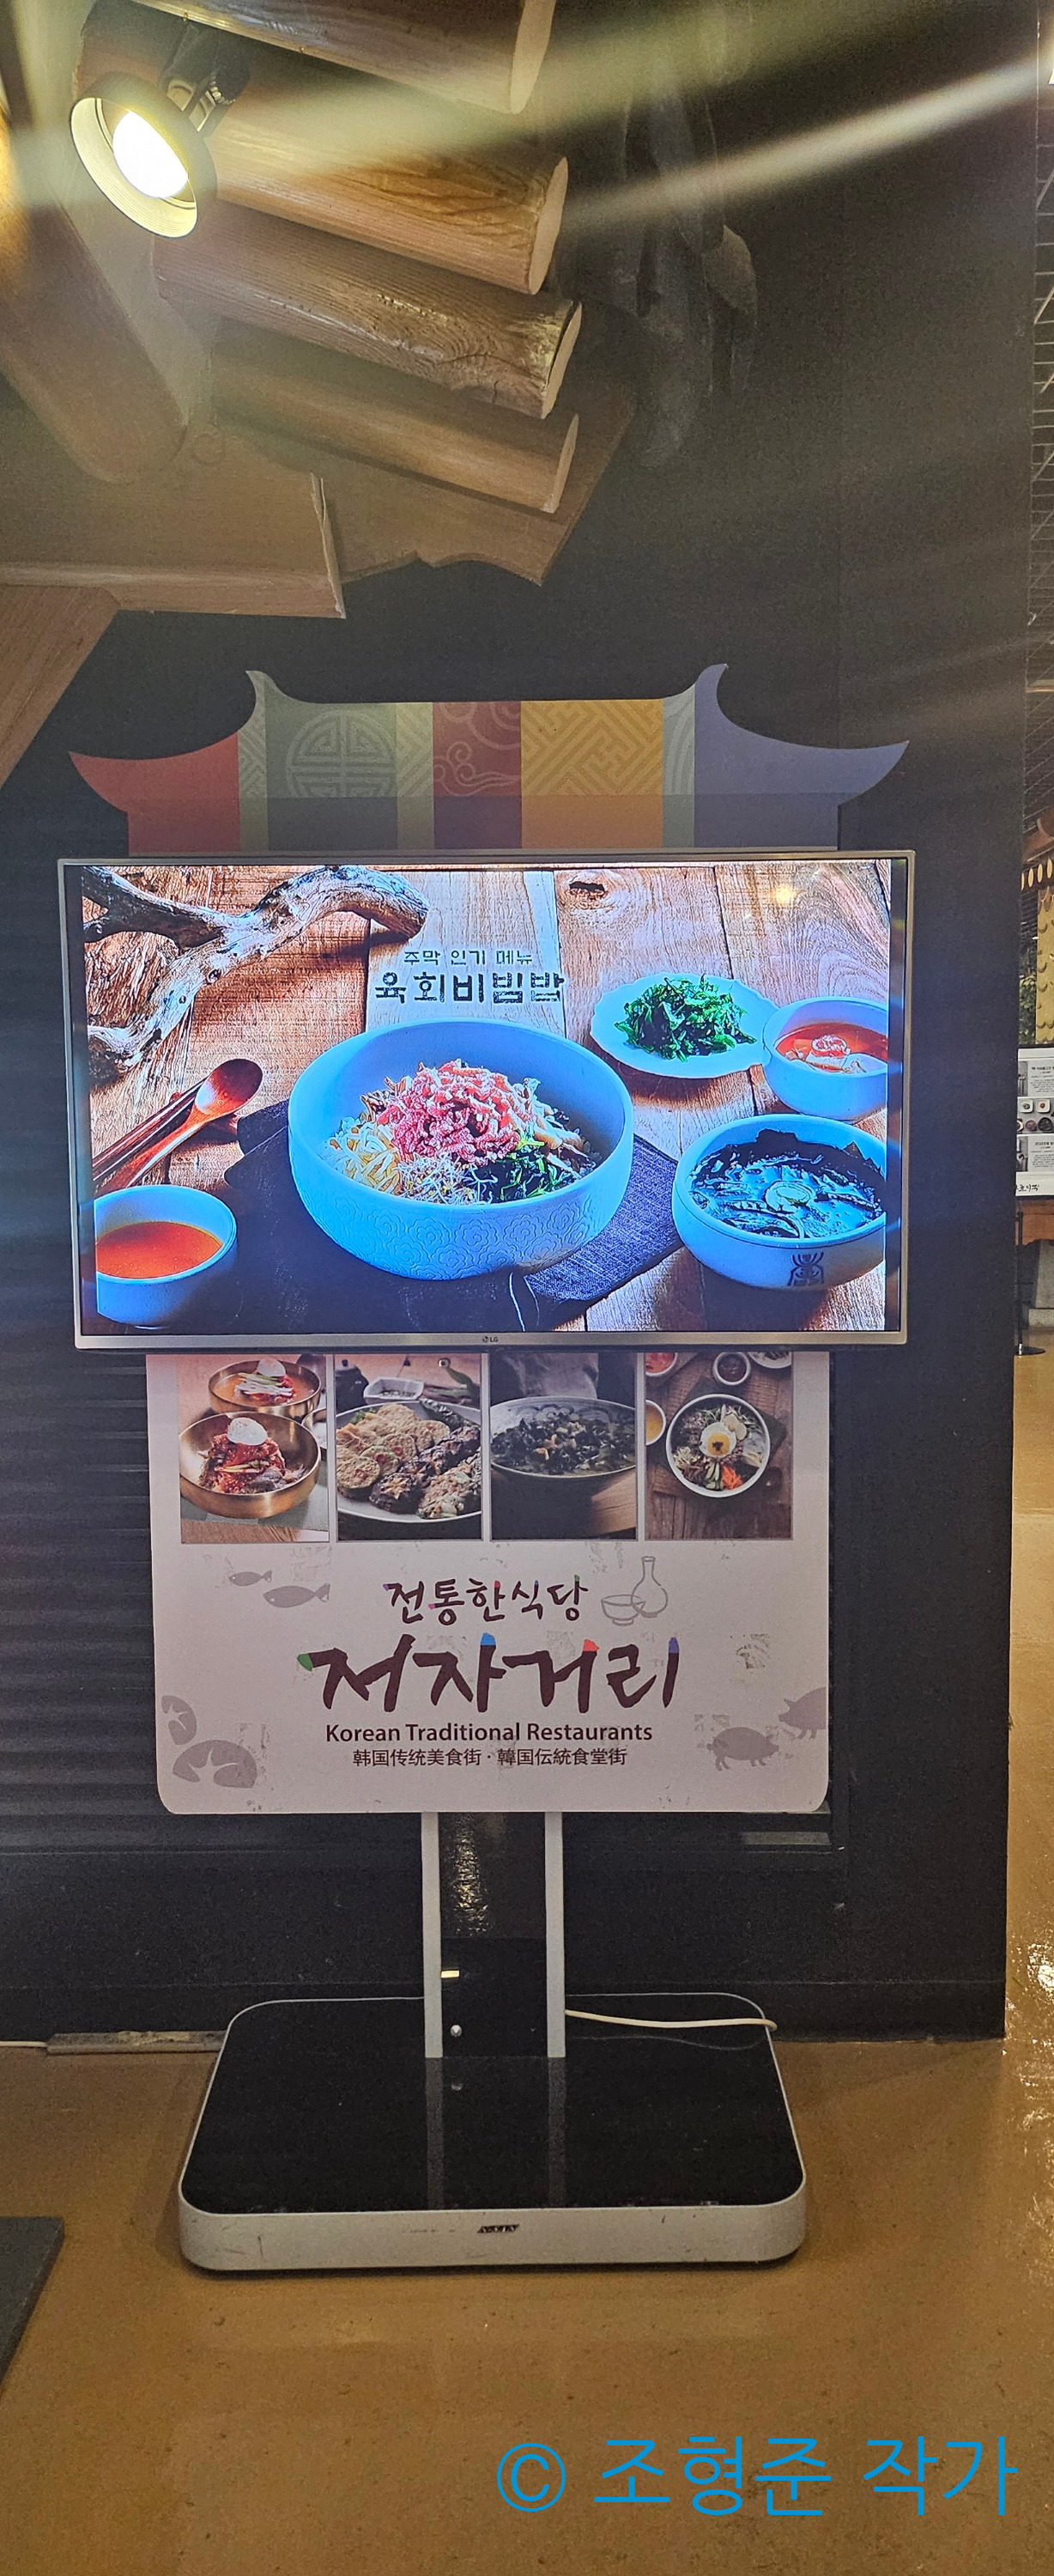 주막 인기 메뉴
육회비빔밥
LG
전통한식당
저자거리
Korean Traditional Restaurants
韩国传统美食街 · 韓国伝統食堂街
© 조형준 작가